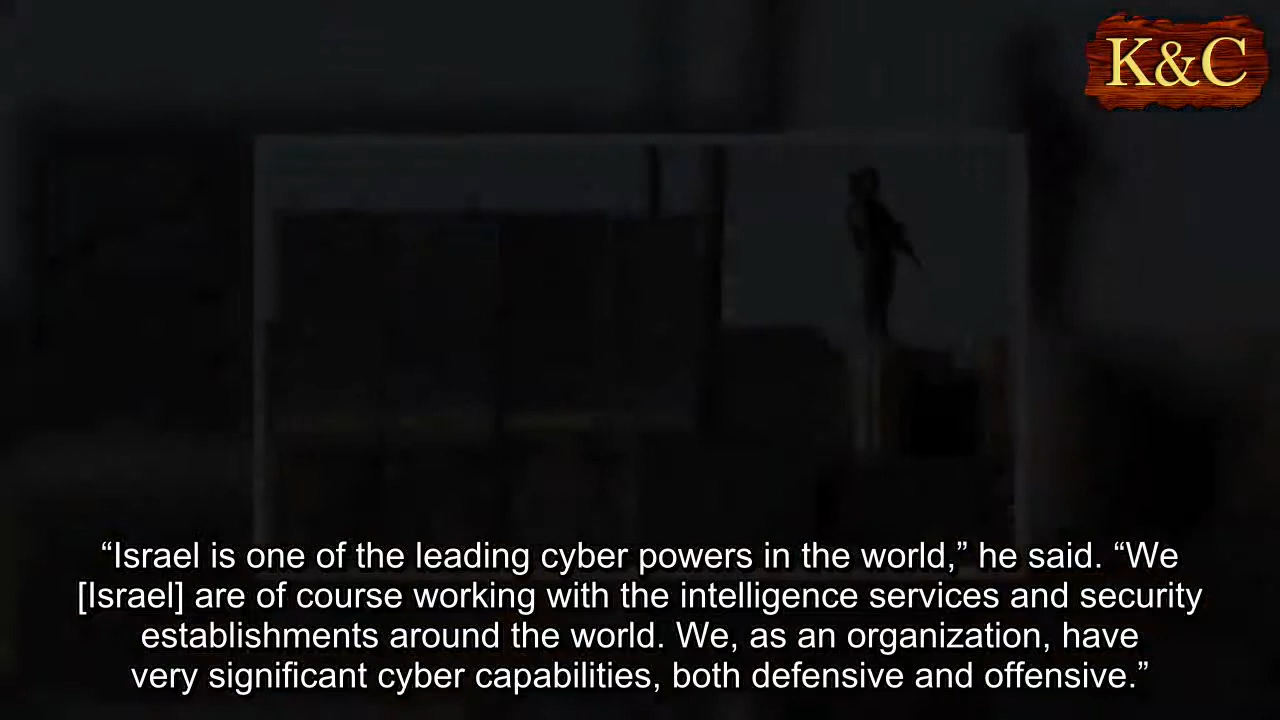 K&C
“Israel is one of the leading cyber powers in the world,” he said. “We
[Israel] are of course working with the intelligence services and security
establishments around the world. We, as an organization, have
very significant cyber capabilities, both defensive and offensive.”